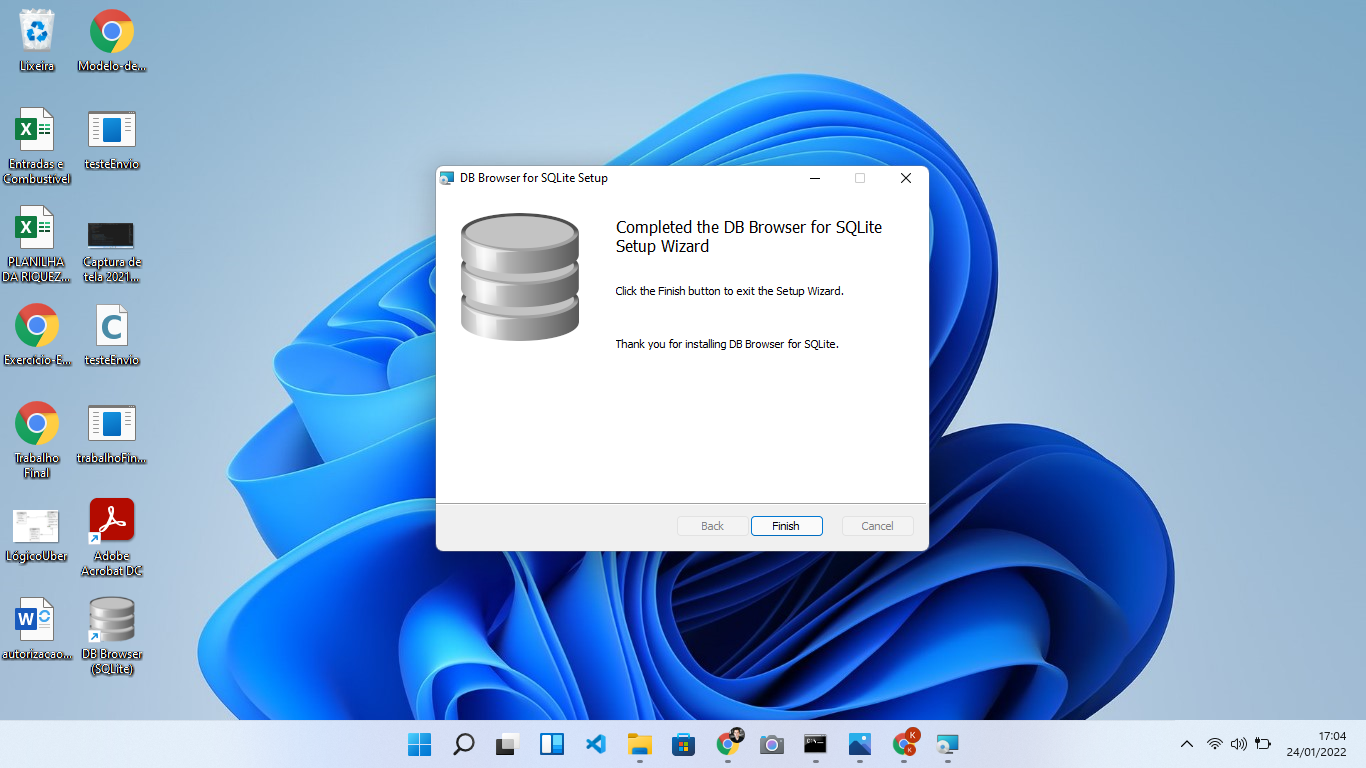 Lixeira
Modelo-de...
Entradas e
Combustivel
testeEnvio
PLANILHA
DA RIQUEZ...
Captura de
tela 2021...
Exercício-E...
testeEnvio
Trabalho
Final
trabalhoFin...
LógicoUber
Adobe
Acrobat DC
autorizacao...
DB Browser
(SQLite)
DB Browser for SQLite Setup
Completed the DB Browser for SQLite
Setup Wizard
Click the Finish button to exit the Setup Wizard.
Thank you for installing DB Browser for SQLite.
Back
Finish
Cancel
17:04
24/01/2022